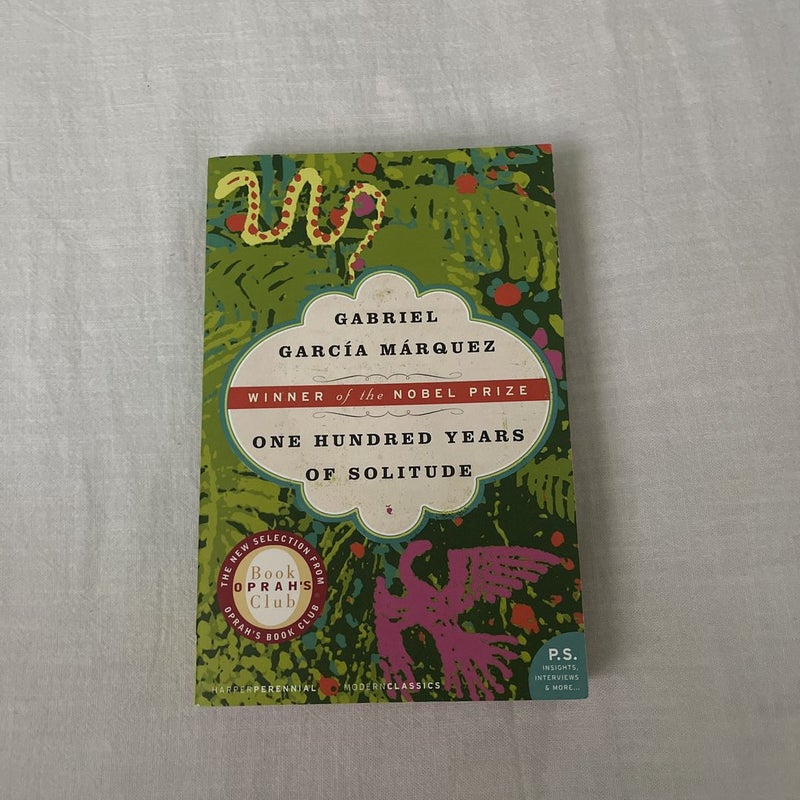 GABRIEL
GARCÍA MÁRQUEZ
WINNER of the NOBEL PRIZE
ONE HUNDRED YEARS
OF SOLITUDE
THE NEW SELECTION FROM
Book
OPRAH'S
Club
OPRAH'S BOOK CLUB
P.S.
INSIGHTS,
INTERVIEWS
& MORE...
HARPERPERENNIAL MODERNCLASSICS